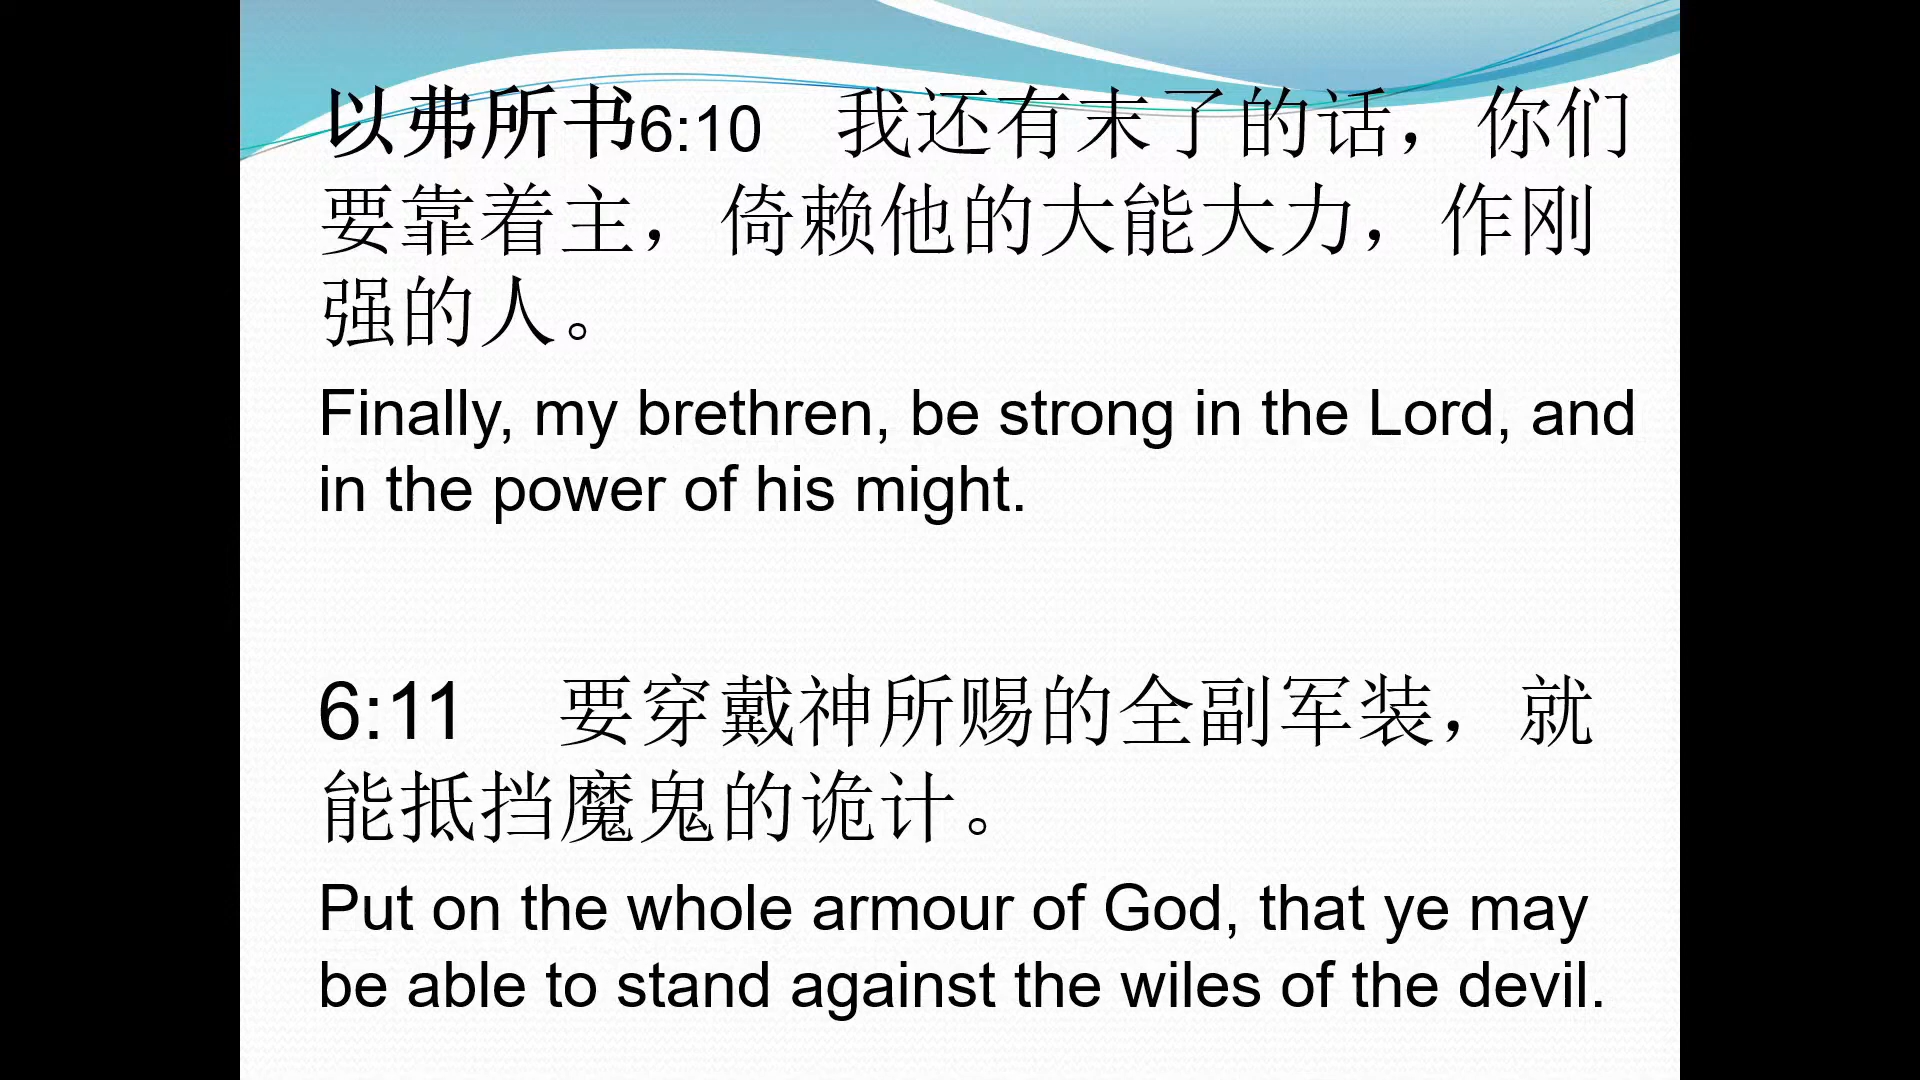 以弗所书6:10　我还有末了的话，你们
要靠着主，倚赖他的大能大力，作刚
强的人。
Finally, my brethren, be strong in the Lord, and
in the power of his might.
6:11　要穿戴神所赐的全副军装，就
能抵挡魔鬼的诡计。
Put on the whole armour of God, that ye may
be able to stand against the wiles of the devil.